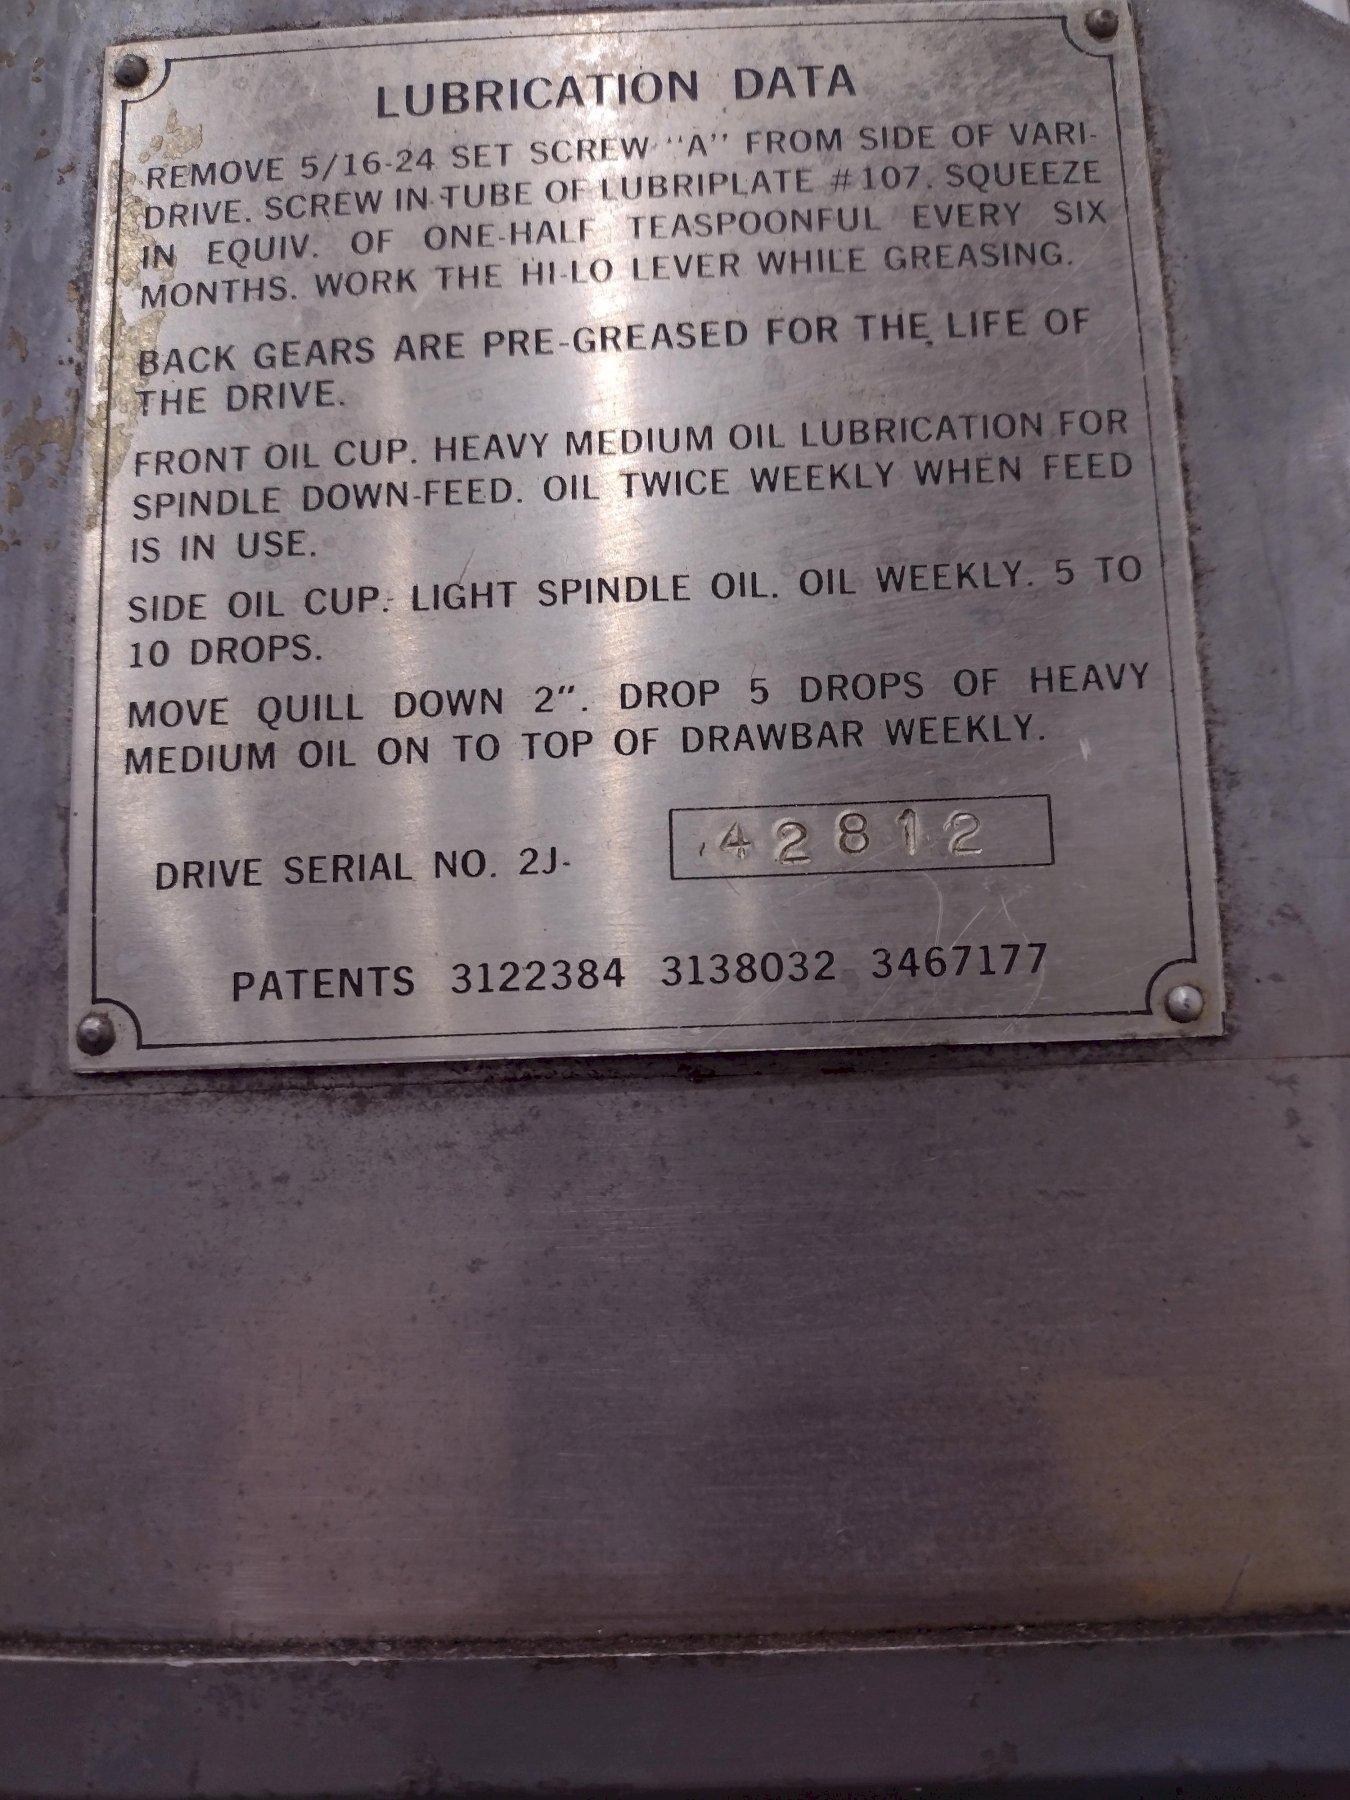 LUBRICATION DATA
REMOVE 5/16-24 SET SCREW "A" FROM SIDE OF VARI-
DRIVE. SCREW IN TUBE OF LUBRIPLATE #107. SQUEEZE
IN EQUIV. OF ONE-HALF TEASPOONFUL EVERY SIX
MONTHS. WORK THE HI-LO LEVER WHILE GREASING.
BACK GEARS ARE PRE-GREASED FOR THE LIFE OF
THE DRIVE.
FRONT OIL CUP. HEAVY MEDIUM OIL LUBRICATION FOR
SPINDLE DOWN-FEED. OIL TWICE WEEKLY WHEN FEED
IS IN USE.
SIDE OIL CUP. LIGHT SPINDLE OIL. OIL WEEKLY. 5 TO
10 DROPS.
MOVE QUILL DOWN 2". DROP 5 DROPS OF HEAVY
MEDIUM OIL ON TO TOP OF DRAWBAR WEEKLY.
DRIVE SERIAL NO. 2J- 42812
PATENTS 3122384 3138032 3467177